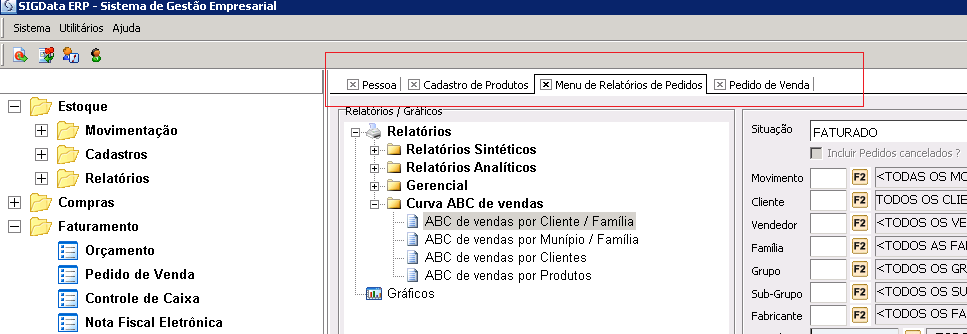 SIGData ERP - Sistema de Gestão Empresarial
Sistema Utilitários Ajuda
Pessoa Cadastro de Produtos Menu de Relatórios de Pedidos Pedido de Venda
Estoque
Movimentação
Cadastros
Relatórios
Compras
Faturamento
Orçamento
Pedido de Venda
Controle de Caixa
Nota Fiscal Eletrônica
Relatórios / Gráficos
Relatórios
Relatórios Sintéticos
Relatórios Analíticos
Gerencial
Curva ABC de vendas
ABC de vendas por Cliente / Família
ABC de vendas por Munípio / Família
ABC de vendas por Clientes
ABC de vendas por Produtos
Gráficos
Situação FATURADO
Incluir Pedidos cancelados ?
Movimento F2 <TODAS OS MO
Cliente F2 TODOS OS CLIE
Vendedor F2 <TODOS OS VE
Família F2 <TODOS AS FA
Grupo F2 <TODOS OS GR
Sub-Grupo F2 <TODOS OS SU
Fabricante F2 <TODOS OS FA